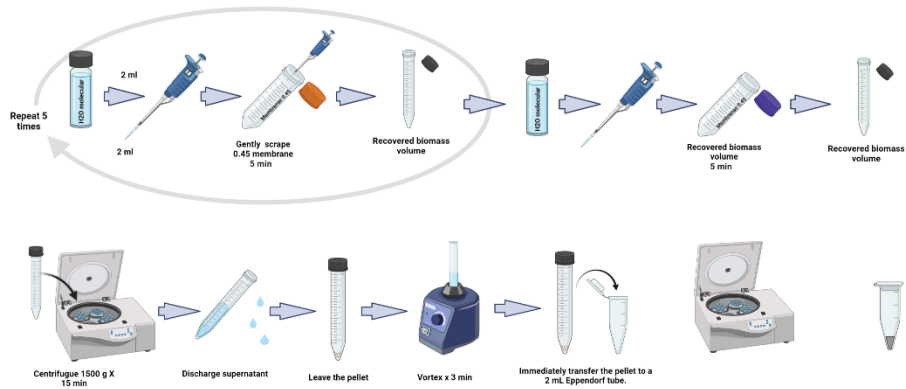 Repeat 5
times
H2O molecular
2 ml
2 ml
Membrana 0.45
Gently scrape
0.45 membrane
5 min
Recovered biomass
volume
H2O molecular
Membrana 0.45
Recovered biomass
volume
5 min
Recovered biomass
volume
Centrifugue 1500 g X
15 min
Discharge supernatant
Leave the pellet
Vortex x 3 min
Immediately transfer the pellet to a
2 mL Eppendorf tube.